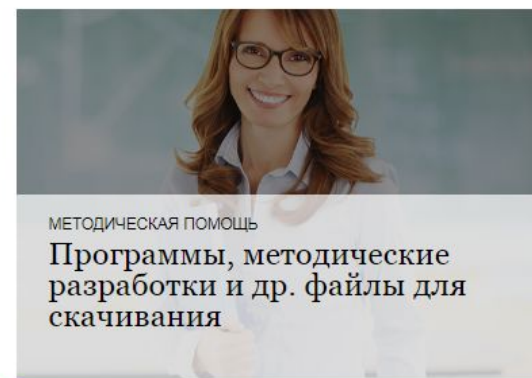 МЕТОДИЧЕСКАЯ ПОМОЩЬ
Программы, методические
разработки и др. файлы для
скачивания